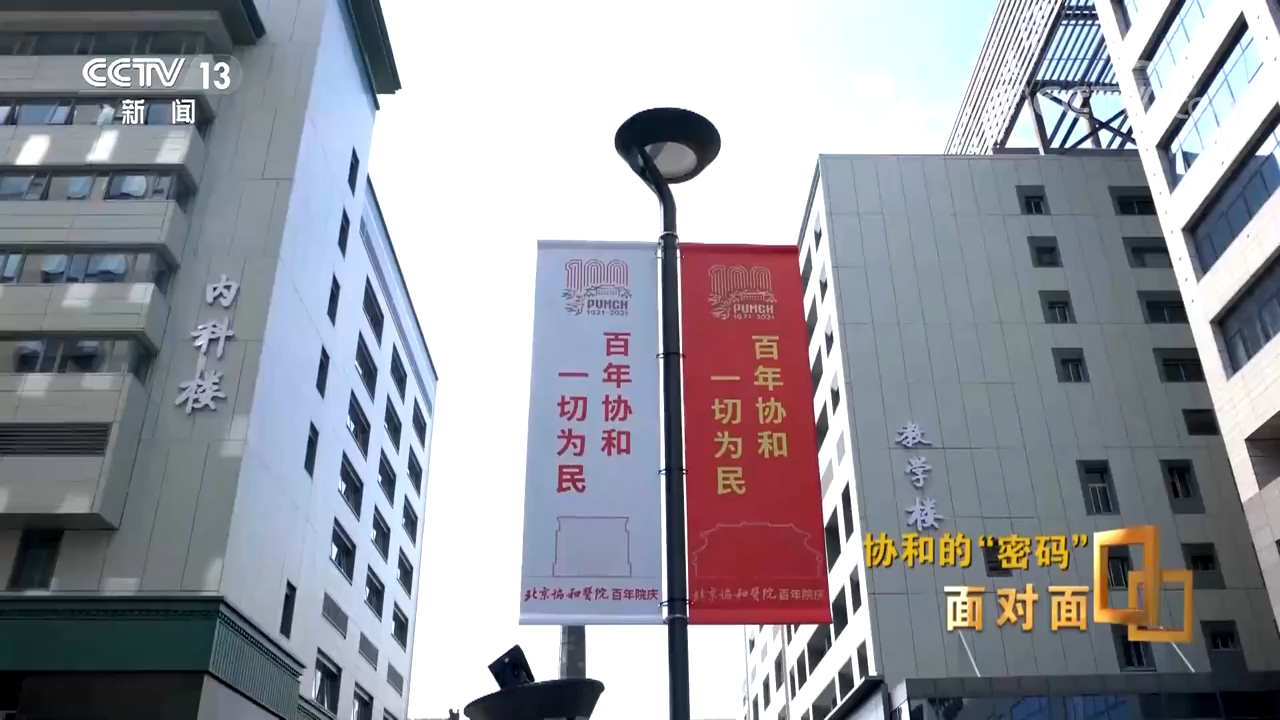 CCTV 13
新闻
内科楼
100
PUMCH
1921-2021
百年协和
一切为民
北京协和医院 百年院庆
100
PUMCH
1921-2021
百年协和
一切为民
北京协和医院 百年院庆
教学楼
协和的“密码”
面对面